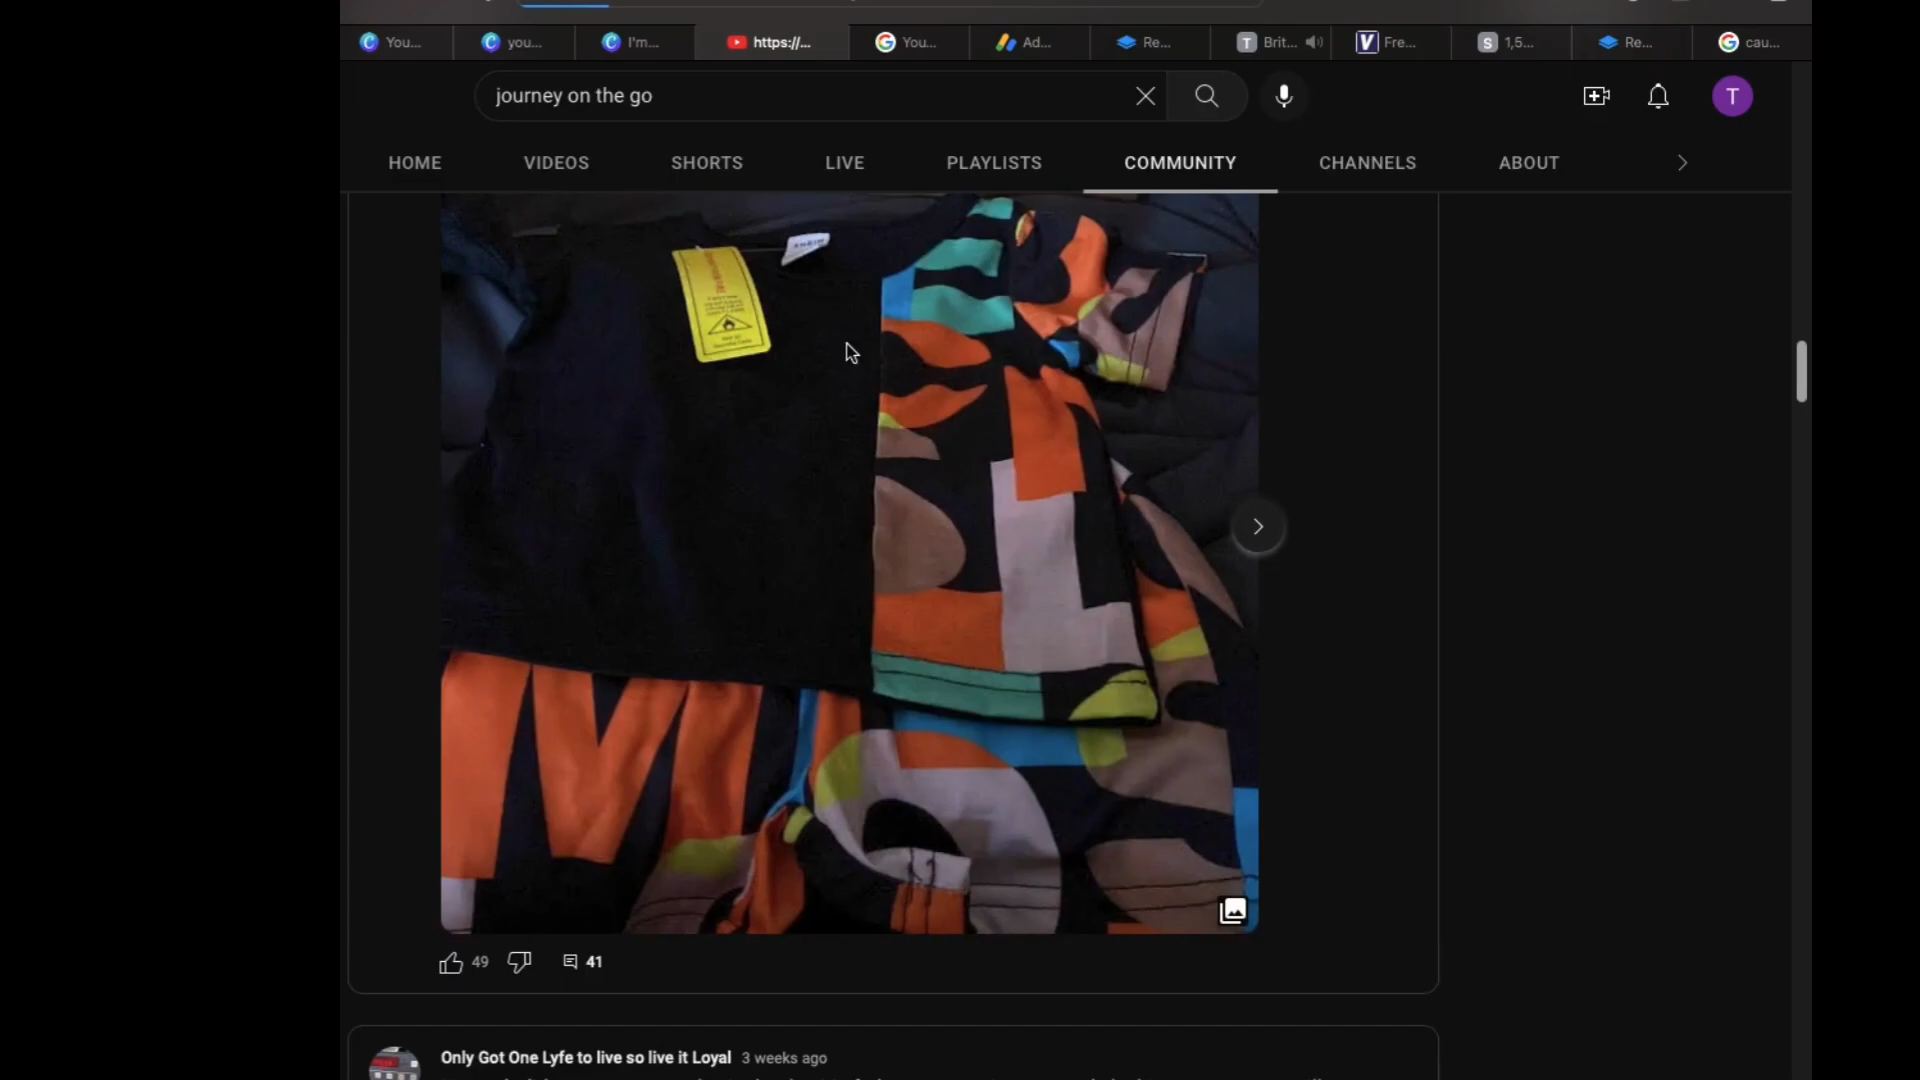 You...
you...
I'm...
https://...
You...
Ad...
Re...
Brit...
Fre...
1,5...
Re...
cau...
journey on the go
T
HOME
VIDEOS
SHORTS
LIVE
PLAYLISTS
COMMUNITY
CHANNELS
ABOUT
49
41
Only Got One Lyfe to live so live it Loyal 3 weeks ago